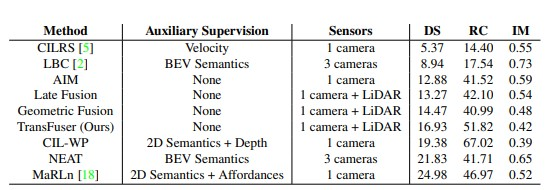 Method Auxiliary Supervision Sensors DS RC IM
CILRS [5] Velocity 1 camera 5.37 14.40 0.55
LBC [2] BEV Semantics 3 cameras 8.94 17.54 0.73
AIM None 1 camera 12.88 41.52 0.59
Late Fusion None 1 camera + LiDAR 13.27 42.10 0.54
Geometric Fusion None 1 camera + LiDAR 14.47 40.99 0.48
TransFuser (Ours) None 1 camera + LiDAR 16.93 51.82 0.42
CIL-WP 2D Semantics + Depth 1 camera 19.38 67.02 0.39
NEAT BEV Semantics 3 cameras 21.83 41.71 0.65
MaRLn [18] 2D Semantics + Affordances 1 camera 24.98 46.97 0.52